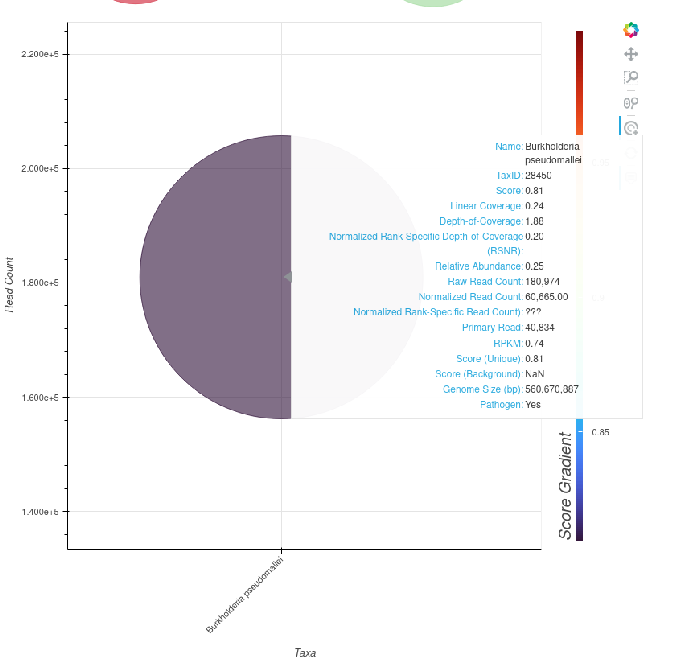 2.200e+5
2.000e+5
1.800e+5
1.600e+5
1.400e+5
Read Count
Burkholderia pseudomallei
Taxa
Name: Burkholderia
pseudomallei
TaxID: 28450
Score: 0.81
Linear Coverage: 0.24
Depth-of-Coverage: 1.88
Normalized Rank Specific Depth-of-Coverage 0.20
(RSNR):
Relative Abundance: 0.25
Raw Read Count: 180,974
Normalized Read Count: 60,665.00
Normalized Rank-Specific Read Count): ???
Primary Read: 40,834
RPKM: 0.74
Score (Unique): 0.81
Score (Background): NaN
Genome Size (bp): 560,670,887
Pathogen: Yes
0.85
Score Gradient